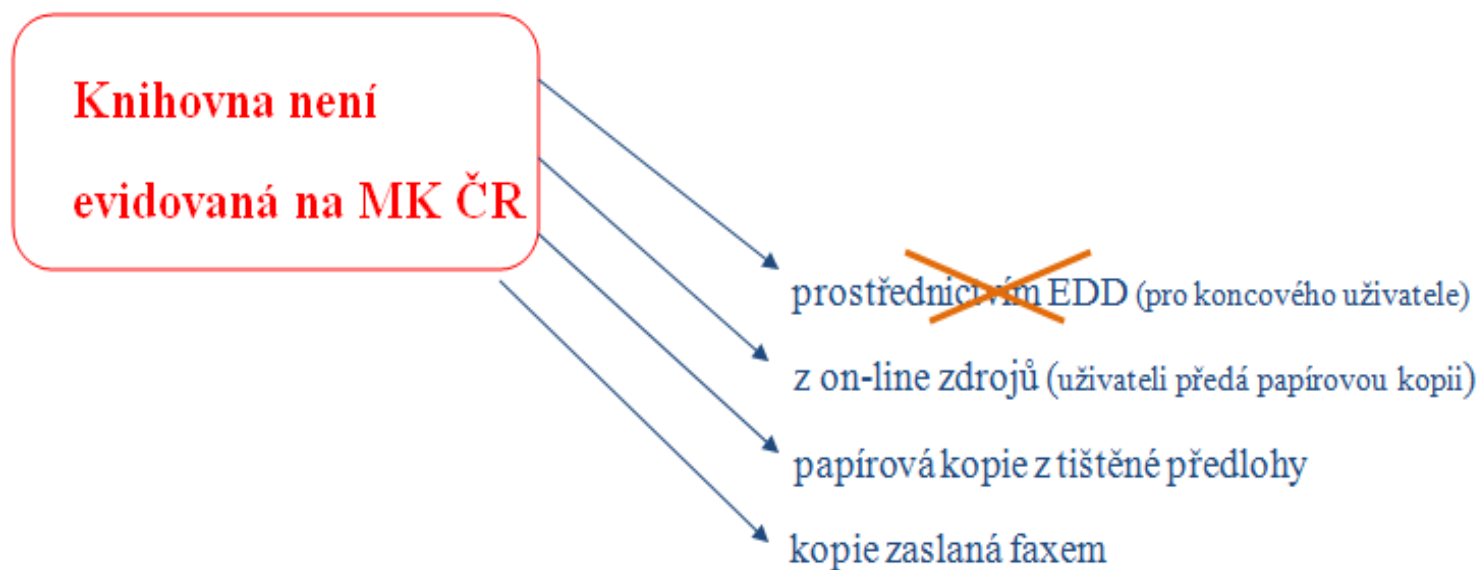 Knihovna není
evidovaná na MK ČR
prostřednictvím EDD (pro koncového uživatele)
z on-line zdrojů (uživateli předá papírovou kopii)
papírová kopie z tištěné předlohy
kopie zaslaná faxem